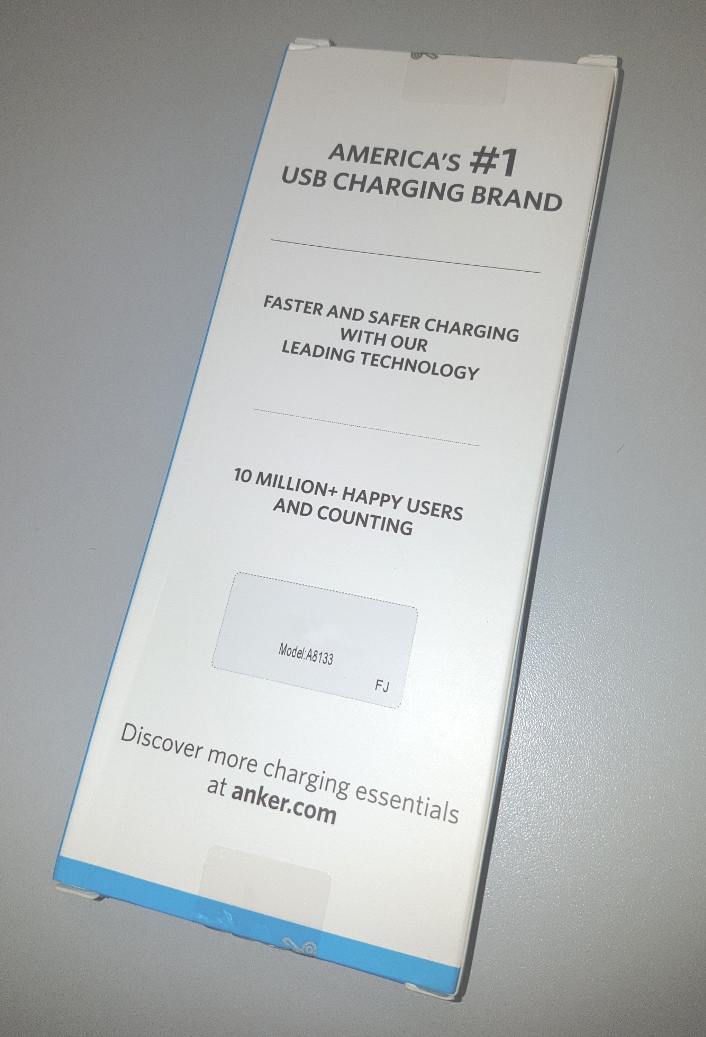 AMERICA'S #1
USB CHARGING BRAND
FASTER AND SAFER CHARGING
WITH OUR
LEADING TECHNOLOGY
10 MILLION+ HAPPY USERS
AND COUNTING
Model:A8133
FJ
Discover more charging essentials
at anker.com